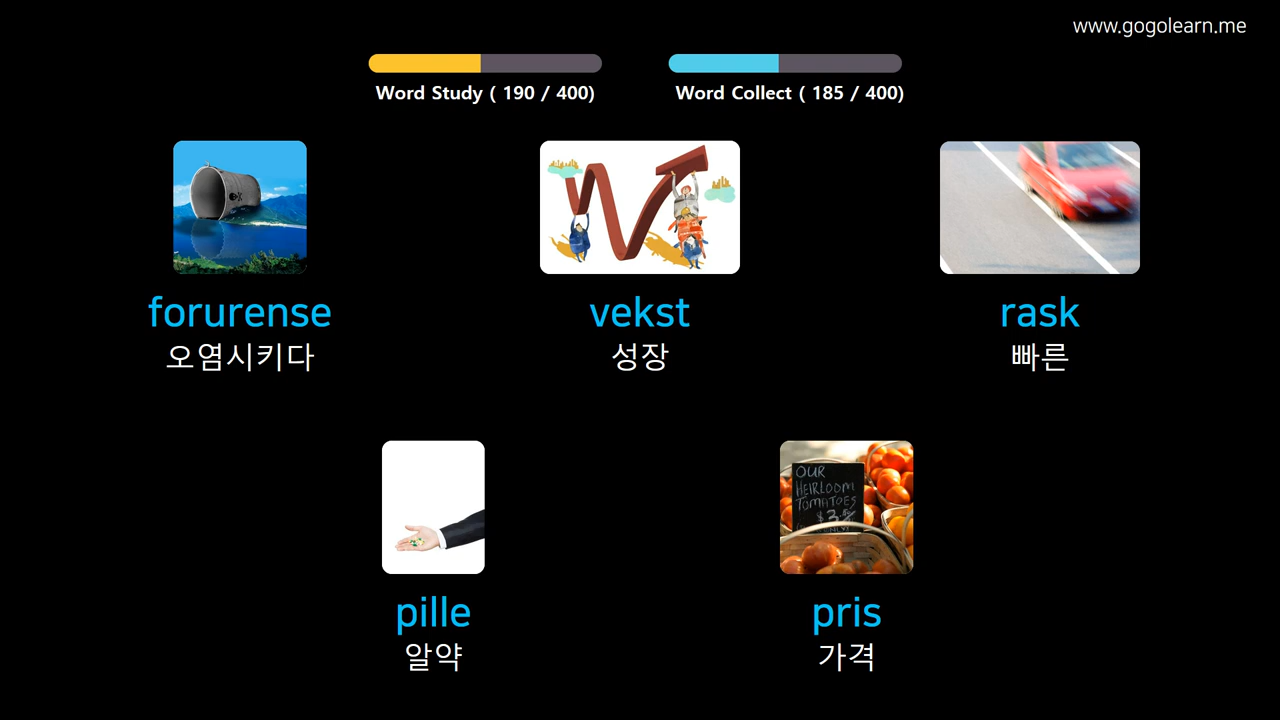 www.gogolearn.me
Word Study ( 190 / 400)
Word Collect ( 185 / 400)
forurense
오염시키다
vekst
성장
rask
빠른
OUR
HEIRLOOM
TOMATOES
pille
알약
pris
가격